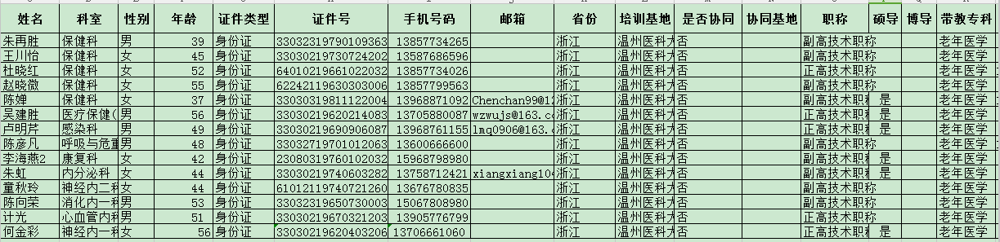 姓名 科室 性别 年龄 证件类型 证件号 手机号码 邮箱 省份 培训基地 是否协同 协同基地 职称 硕导 博导 带教专科
朱再胜 保健科 男 39 身份证 33032319790109363 13857734265 浙江 温州医科大 否 副高技术职称 老年医学
王川怡 保健科 女 45 身份证 33030219730724202 13587686596 浙江 温州医科大 否 副高技术职称 老年医学
杜晓红 保健科 女 52 身份证 64010219661022032 13857734026 浙江 温州医科大 否 正高技术职称 老年医学
赵晓微 保健科 女 55 身份证 62242119630303006 13857799563 浙江 温州医科大 否 副高技术职称 老年医学
陈婵 保健科 女 37 身份证 33030319811122004 13968871092 Chenchan99@12 浙江 温州医科大 否 副高技术职称 是 老年医学
吴建胜 医疗保健( 男 56 身份证 33030219620214083 13705880087 wzwujs@163.co 浙江 温州医科大 否 正高技术职称 是 老年医学
卢明芹 感染科 男 49 身份证 33030219690906087 13968761155 lmq0906@163.c 浙江 温州医科大 否 正高技术职称 是 老年医学
陈彦凡 呼吸与危重 男 48 身份证 33032719701012063 13600666600 浙江 温州医科大 否 副高技术职称 老年医学
李海燕2 康复科 女 42 身份证 23080319760102032 15968798980 浙江 温州医科大 否 副高技术职称 是 老年医学
朱虹 内分泌科 女 44 身份证 33030219740603282 13758712421 xiangxiang104 浙江 温州医科大 否 副高技术职称 是 老年医学
童秋玲 神经内二科 女 44 身份证 61012119740721260 13676780835 浙江 温州医科大 否 副高技术职称 老年医学
陈向荣 消化内一科 男 53 身份证 33032319650730003 15067808980 浙江 温州医科大 否 副高技术职称 老年医学
计光 心血管内科 男 51 身份证 33030219670321203 13905776799 浙江 温州医科大 否 正高技术职称 老年医学
何金彩 神经内一科 女 56 身份证 33030219620403206 13706661060 浙江 温州医科大 否 正高技术职称 是 老年医学